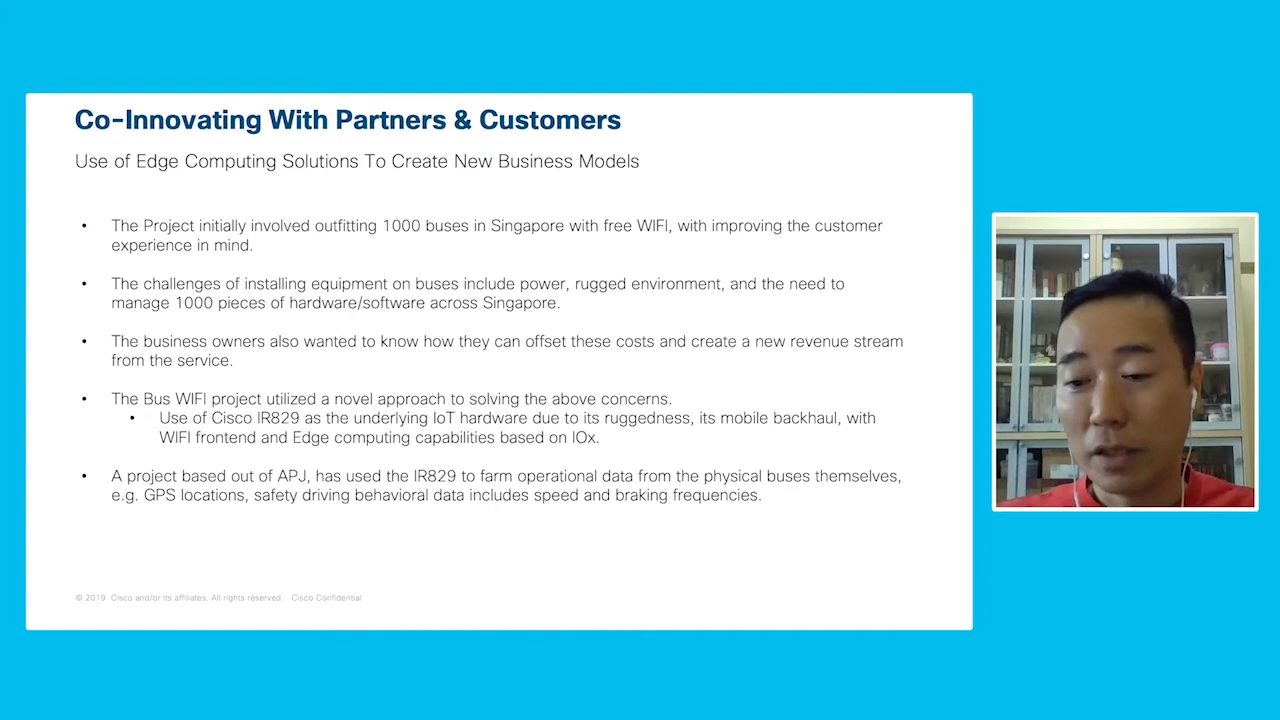 Co-Innovating With Partners & Customers
Use of Edge Computing Solutions To Create New Business Models
• The Project initially involved outfitting 1000 buses in Singapore with free WIFI, with improving the customer
experience in mind.
• The challenges of installing equipment on buses include power, rugged environment, and the need to
manage 1000 pieces of hardware/software across Singapore.
• The business owners also wanted to know how they can offset these costs and create a new revenue stream
from the service.
• The Bus WIFI project utilized a novel approach to solving the above concerns.
• Use of Cisco IR829 as the underlying IoT hardware due to its ruggedness, its mobile backhaul, with
WIFI frontend and Edge computing capabilities based on IOx.
• A project based out of APJ, has used the IR829 to farm operational data from the physical buses themselves,
e.g. GPS locations, safety driving behavioral data includes speed and braking frequencies.
© 2019 Cisco and/or its affiliates. All rights reserved. Cisco Confidential